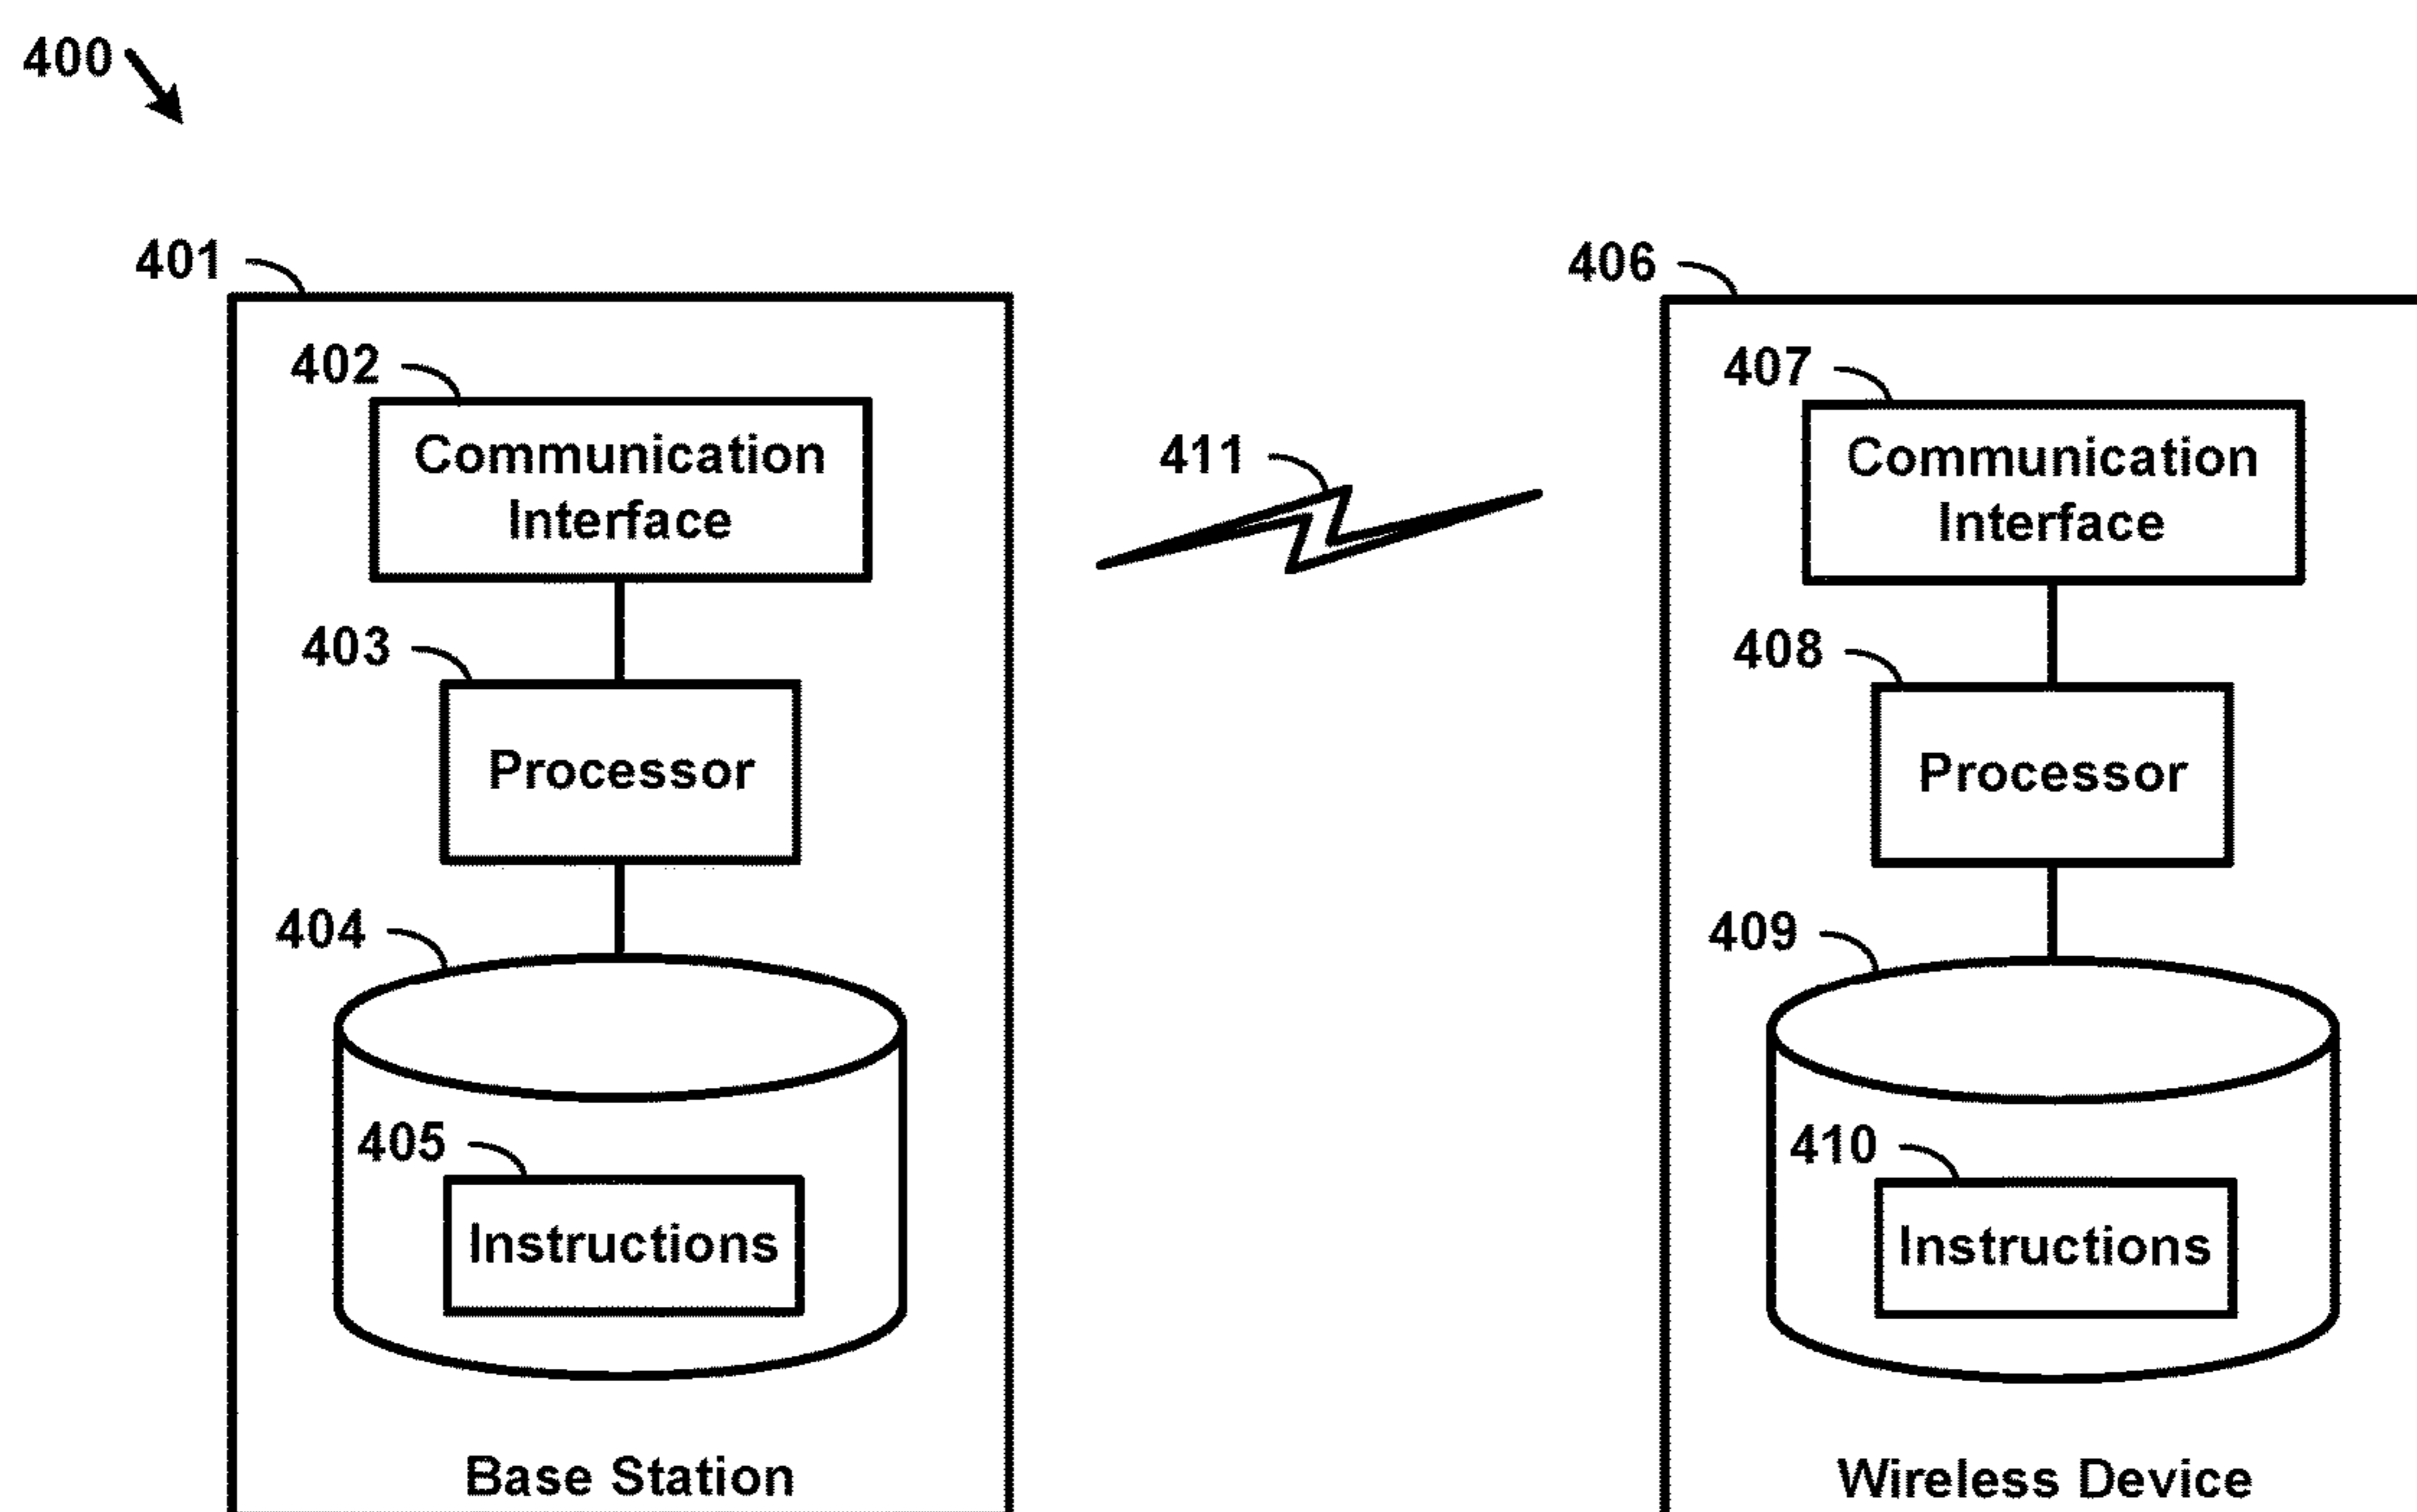 400
401
402
Communication
Interface
403
Processor
404
405
Instructions
Base Station
411
406
407
Communication
Interface
408
Processor
409
410
Instructions
Wireless Device